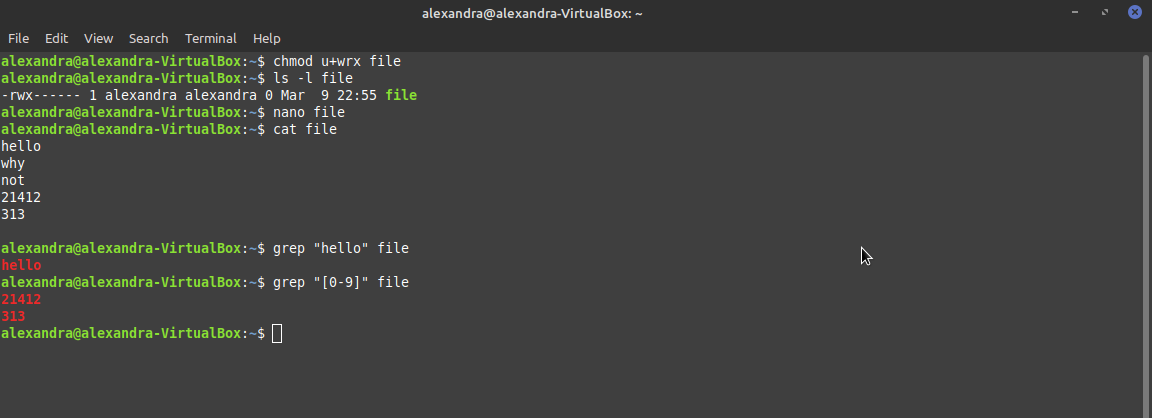 alexandra@alexandra-VirtualBox: ~
File Edit View Search Terminal Help
alexandra@alexandra-VirtualBox:~$ chmod u+wrx file
alexandra@alexandra-VirtualBox:~$ ls -l file
-rwx------ 1 alexandra alexandra 0 Mar  9 22:55 file
alexandra@alexandra-VirtualBox:~$ nano file
alexandra@alexandra-VirtualBox:~$ cat file
hello
why
not
21412
313
alexandra@alexandra-VirtualBox:~$ grep "hello" file
hello
alexandra@alexandra-VirtualBox:~$ grep "[0-9]" file
21412
313
alexandra@alexandra-VirtualBox:~$